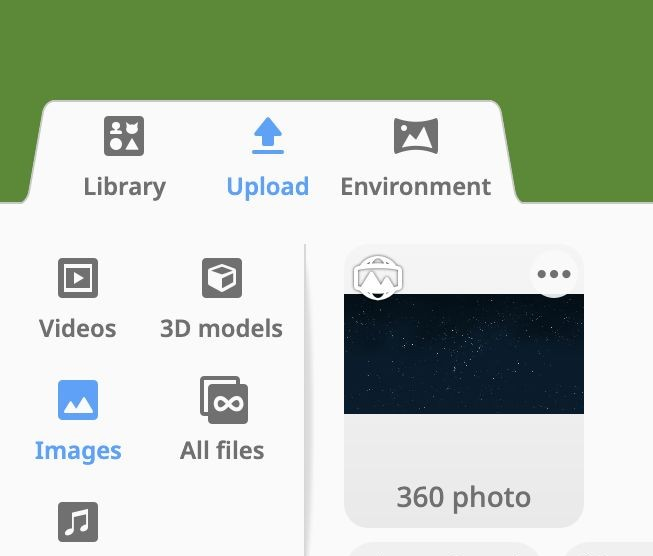 Library
Upload
Environment
Videos
3D models
Images
All files
360 photo